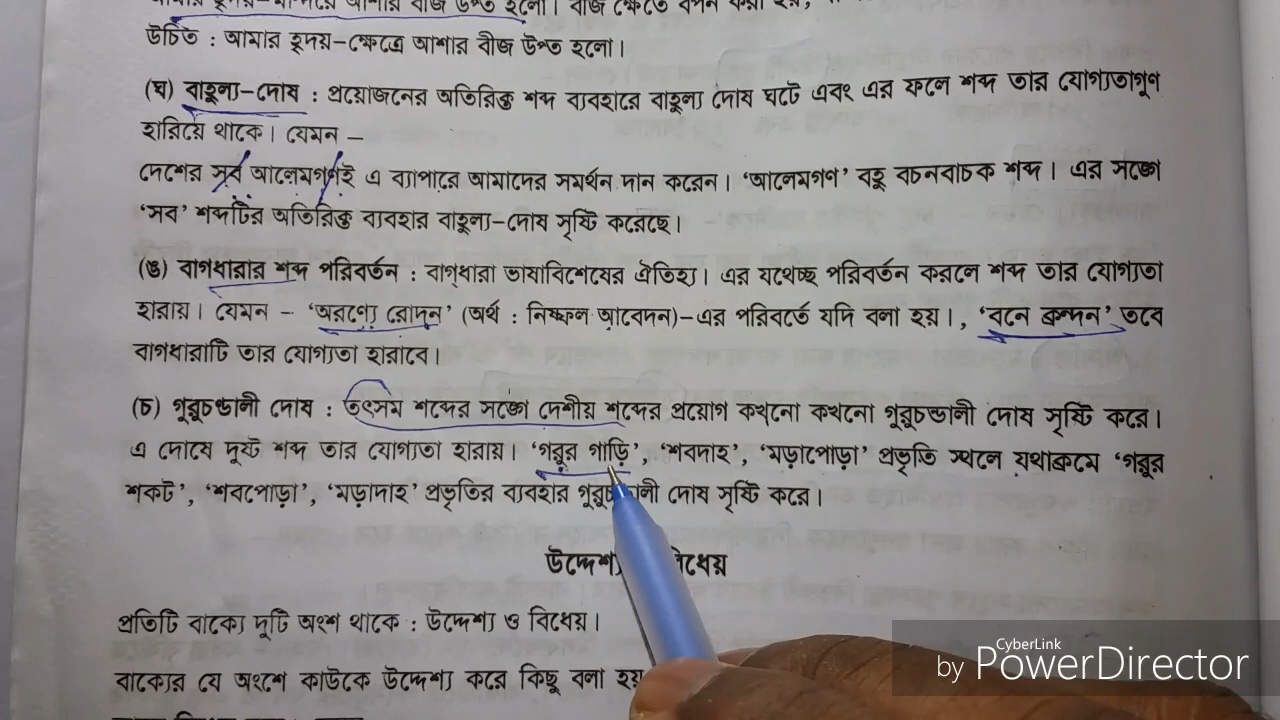 উচিত : আমার হৃদয়-ক্ষেত্রে আশার বীজ উপ্ত হলো।
(ঘ) বাহুল্য-দোষ : প্রয়োজনের অতিরিক্ত শব্দ ব্যবহারে বাহুল্য দোষ ঘটে এবং এর ফলে শব্দ তার যোগ্যতাগুণ
হারিয়ে থাকে। যেমন –
দেশের সব আলেমগণই এ ব্যাপারে আমাদের সমর্থন দান করেন। ‘আলেমগণ’ বহু বচনবাচক শব্দ। এর সঙ্গে
‘সব’ শব্দটির অতিরিক্ত ব্যবহার বাহুল্য-দোষ সৃষ্টি করেছে।
(ঙ) বাগধারার শব্দ পরিবর্তন : বাগ্ধারা ভাষাবিশেষের ঐতিহ্য। এর যথেচ্ছ পরিবর্তন করলে শব্দ তার যোগ্যতা
হারায়। যেমন – ‘অরণ্যে রোদন’ (অর্থ : নিষ্ফল আবেদন)-এর পরিবর্তে যদি বলা হয়।, ‘বনে ক্রন্দন’ তবে
বাগধারাটি তার যোগ্যতা হারাবে।
(চ) গুরুচণ্ডালী দোষ : তৎসম শব্দের সঙ্গে দেশীয় শব্দের প্রয়োগ কখনো কখনো গুরুচণ্ডালী দোষ সৃষ্টি করে।
এ দোষে দুষ্ট শব্দ তার যোগ্যতা হারায়। ‘গরুর গাড়ি’, ‘শবদাহ’, ‘মড়াপোড়া’ প্রভৃতি স্থলে যথাক্রমে ‘গরুর
শকট’, ‘শবপোড়া’, ‘মড়াদাহ’ প্রভৃতির ব্যবহার দোষ সৃষ্টি করে।
বিধেয়
প্রতিটি বাক্যে দুটি অংশ থাকে : উদ্দেশ্য ও বিধেয়।
বাক্যের যে অংশে কাউকে উদ্দেশ্য করে কিছু বলা হয়
CyberLink
by PowerDirector